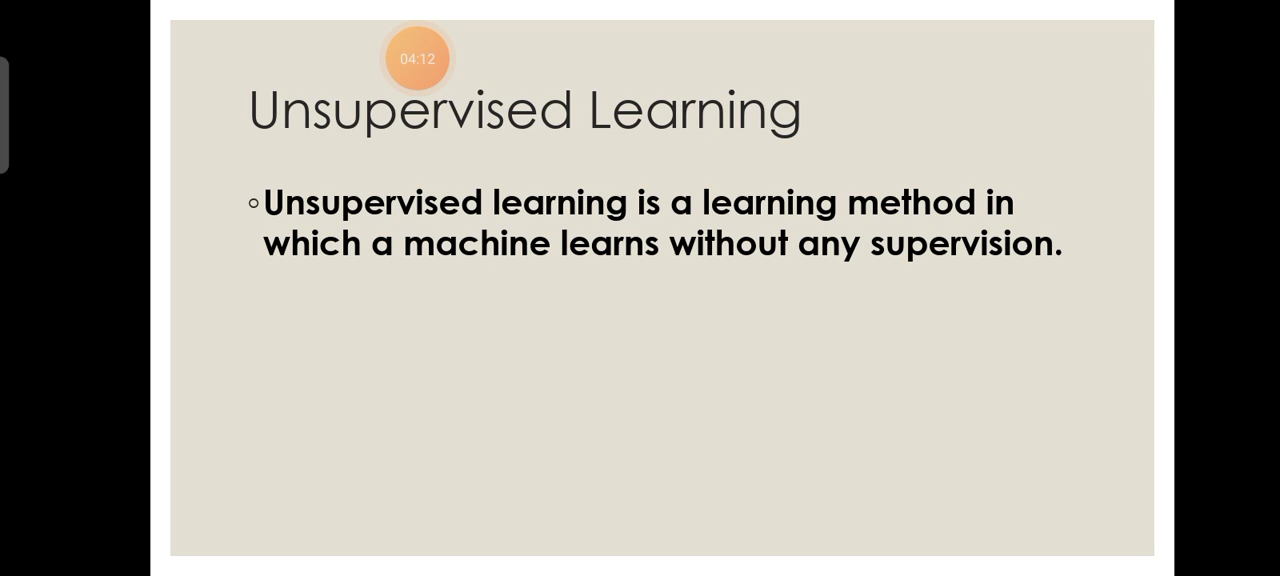 04:12
Unsupervised Learning
◦Unsupervised learning is a learning method in
which a machine learns without any supervision.